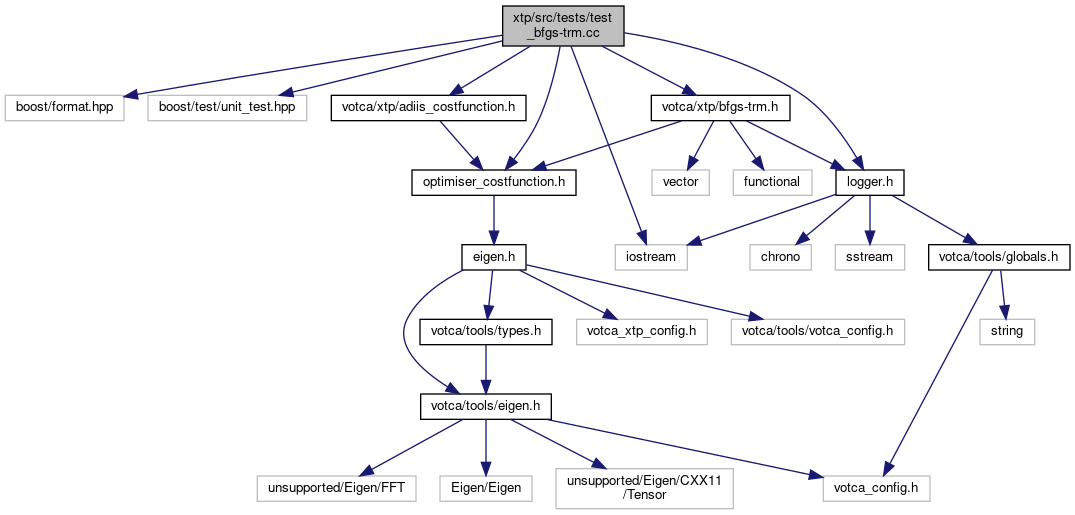 xtp/src/tests/test
_bfgs-trm.cc
boost/format.hpp
boost/test/unit_test.hpp
votca/xtp/adiis_costfunction.h
votca/xtp/bfgs-trm.h
optimiser_costfunction.h
vector
functional
logger.h
eigen.h
iostream
chrono
sstream
votca/tools/globals.h
votca/tools/types.h
votca_xtp_config.h
votca/tools/votca_config.h
string
votca/tools/eigen.h
unsupported/Eigen/FFT
Eigen/Eigen
unsupported/Eigen/CXX11
/Tensor
votca_config.h